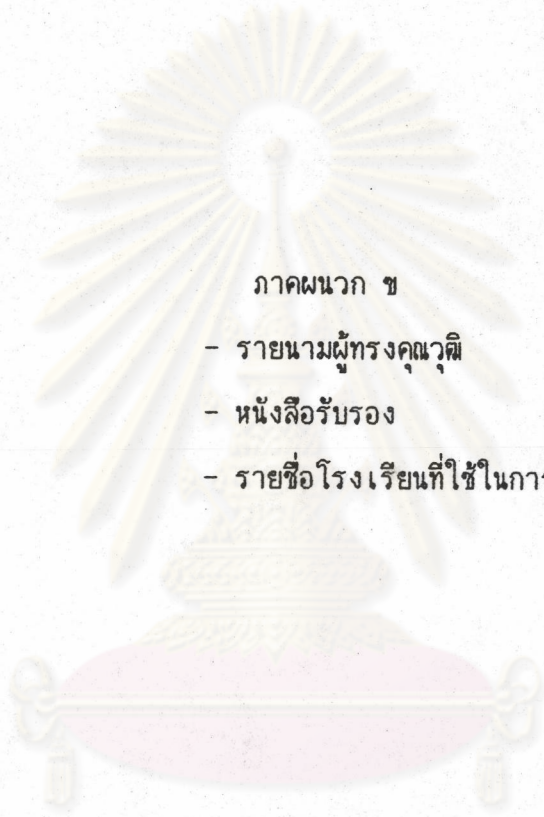 ภาคผนวก ข
- รายนามผู้ทรงคุณวุฒิ
- หนังสือรับรอง
- รายชื่อโรงเรียนที่ใช้ในการ